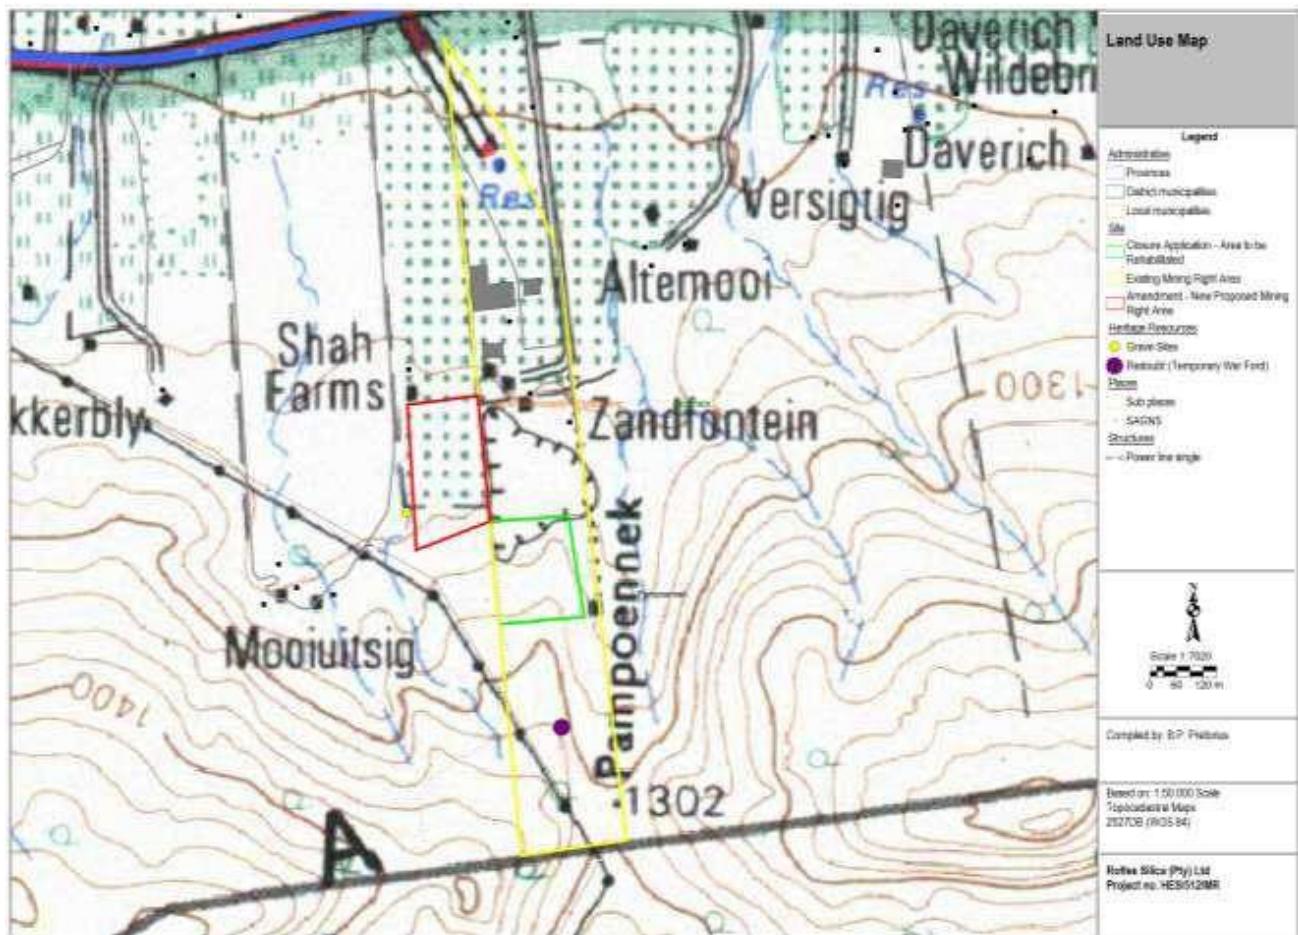 Daverich
Wildebr
Res
Daverich
Versigtig
Res
Altemooi
Shah
Farms
1300
kkerbly
Zandfontein
Pampoennek
Mooiuitsig
1400
1302
A
Land Use Map
Legend
Administrative
Provinces
District municipalities
Local municipalities
Site
Closure Application - Area to be
Rehabilitated
Existing Mining Right Area
Amendment - New Proposed Mining
Right Area
Heritage Resources
Grave Sites
Redoubt (Temporary War Ford)
Places
Sub places
SAGNS
Structures
Power line single
N
Scale 1:7020
0 60 120 m
Compiled by: B.P. Pretorius
Based on: 1:50 000 Scale
Topocadastral Maps
2527DB (WGS 84)
Rollee Silica (Pty) Ltd
Project no.